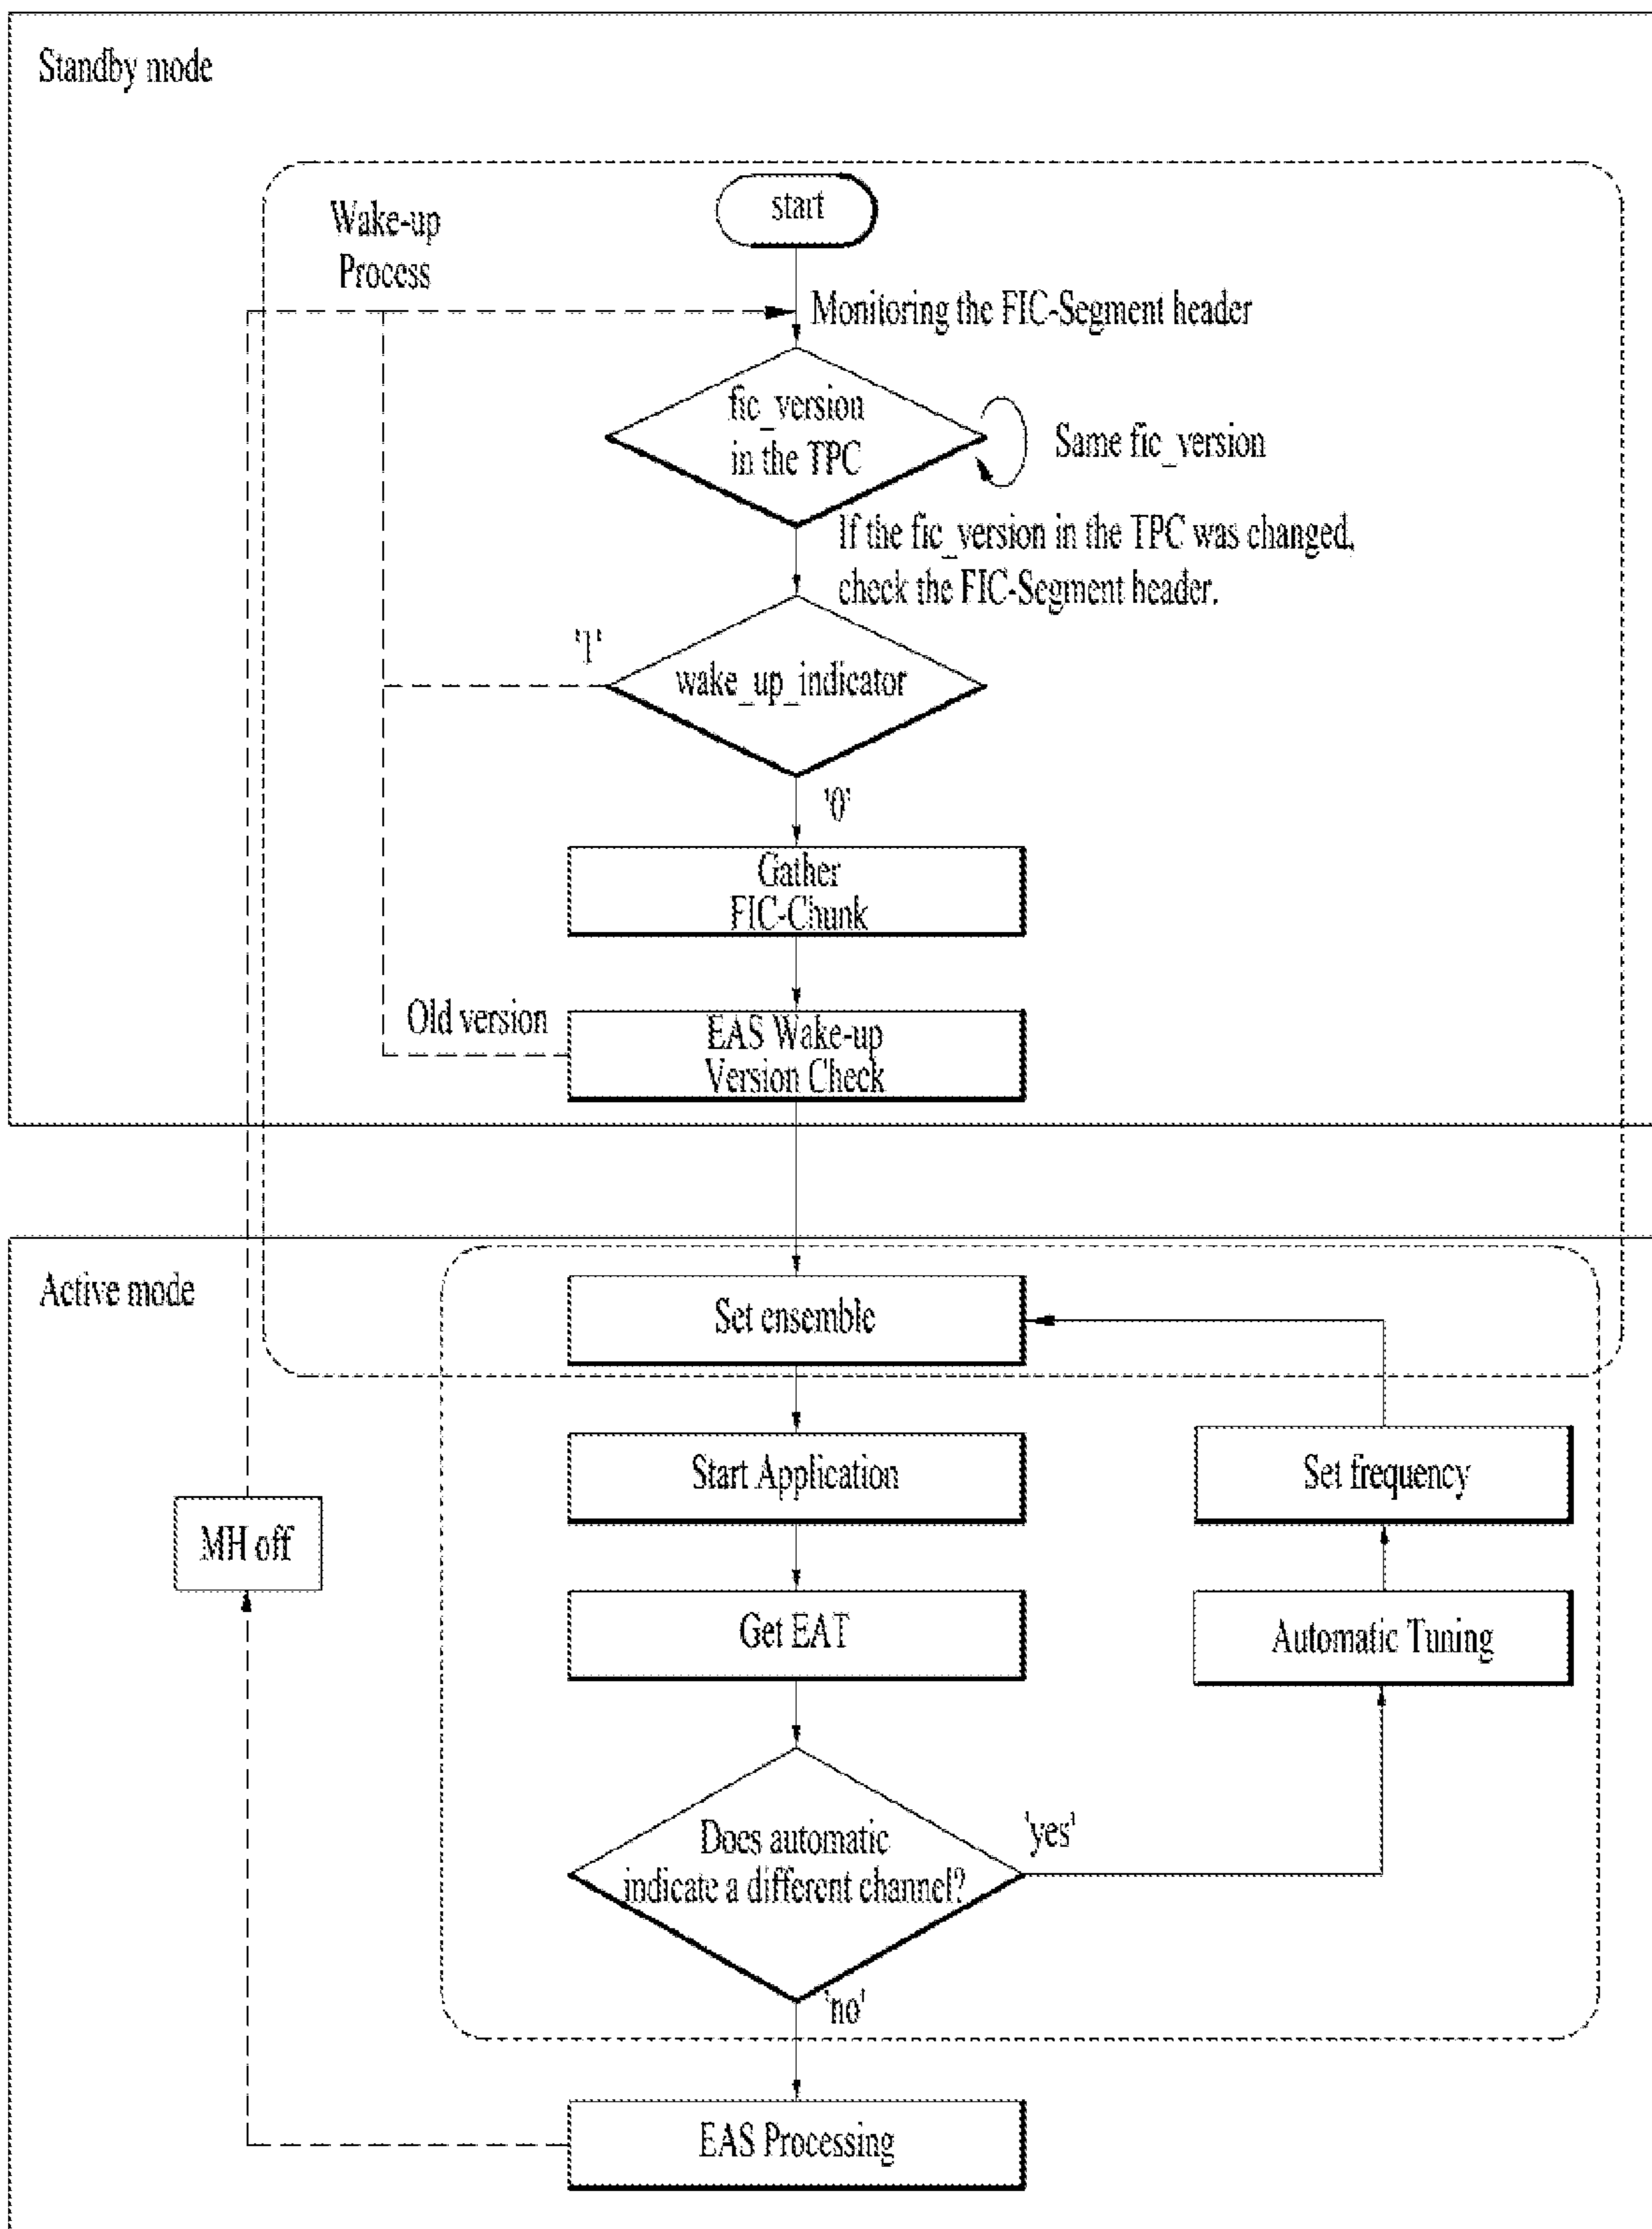 Standby mode
start
Wake-up
Process
Monitoring the FIC-Segment header
fic_version
in the TPC
Same fic_version
If the fic_version in the TPC was changed,
check the FIC-Segment header.
'1'
wake_up_indicator
'0'
Gather
FIC-Chunk
Old version
EAS Wake-up
Version Check
Active mode
Set ensemble
Start Application
Set frequency
MH off
Get EAT
Automatic Tuning
Does automatic
indicate a different channel?
'yes'
'no'
EAS Processing